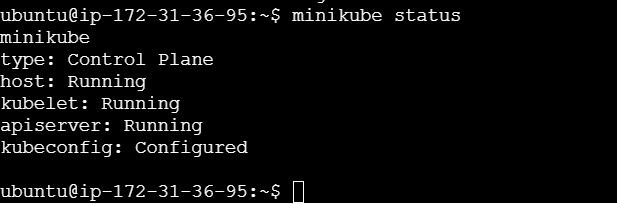 ubuntu@ip-172-31-36-95:~$ minikube status
minikube
type: Control Plane
host: Running
kubelet: Running
apiserver: Running
kubeconfig: Configured
ubuntu@ip-172-31-36-95:~$